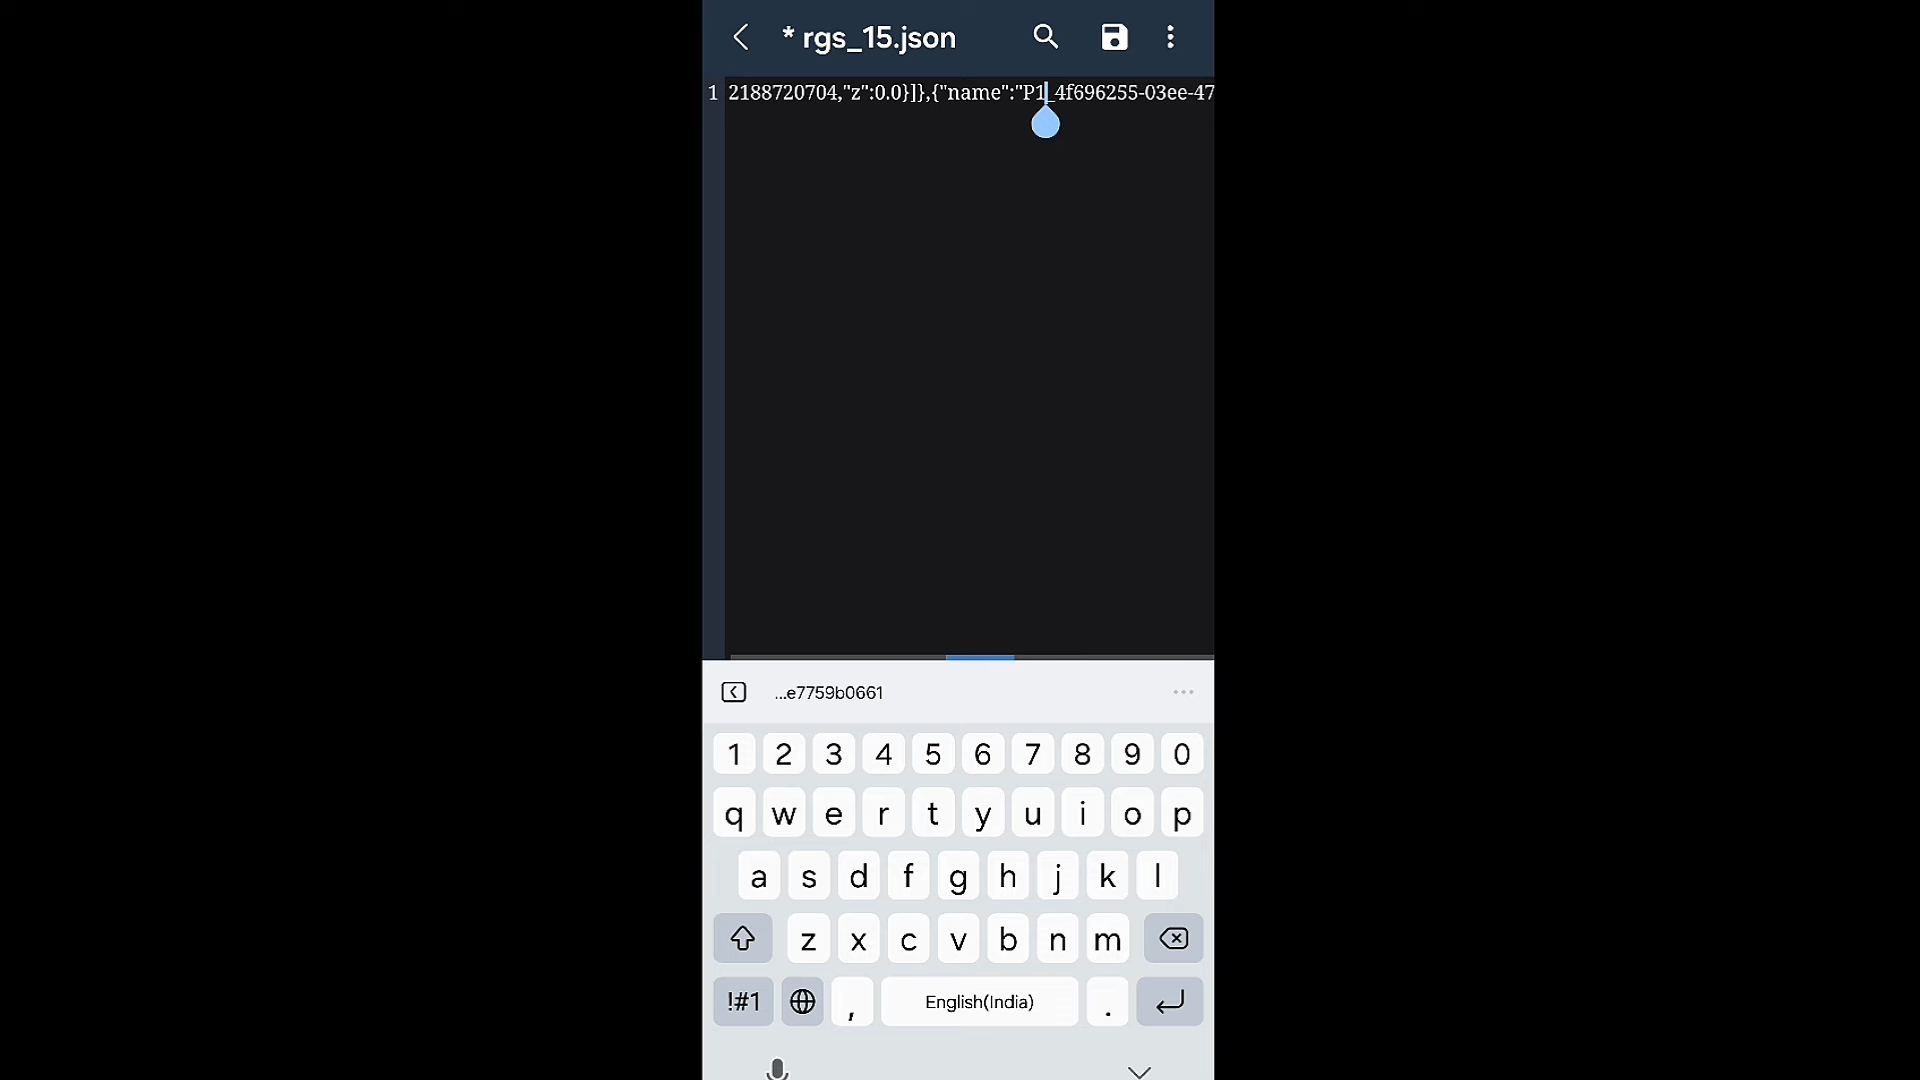 * rgs_15.json
1 2188720704,"z":0.0}]},{"name":"P1_4f696255-03ee-47
...e7759b0661
1 2 3 4 5 6 7 8 9 0
q w e r t y u i o p
a s d f g h j k l
z x c v b n m
!#1 , English(India) .